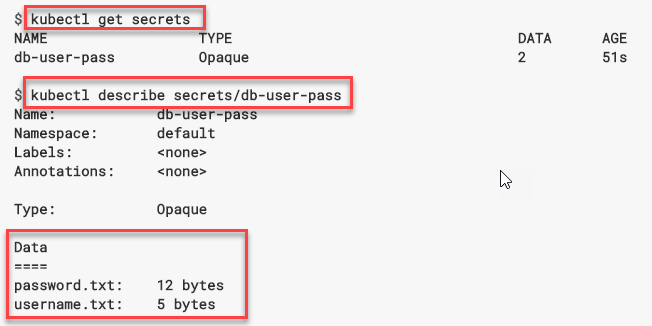 $ kubectl get secrets
NAME TYPE DATA AGE
db-user-pass Opaque 2 51s
$ kubectl describe secrets/db-user-pass
Name: db-user-pass
Namespace: default
Labels: <none>
Annotations: <none>
Type: Opaque
Data
====
password.txt: 12 bytes
username.txt: 5 bytes